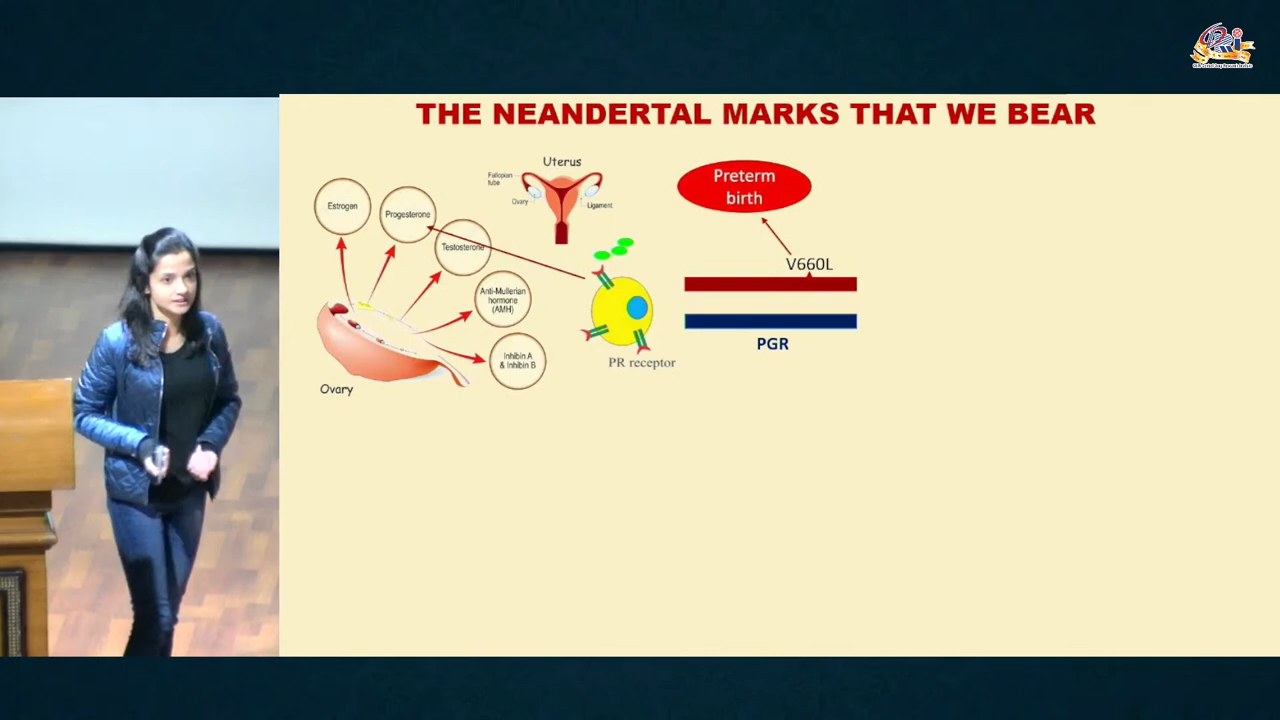 THE NEANDERTAL MARKS THAT WE BEAR
Uterus
Fallopian
tube
Ovary
Ligament
Preterm
birth
Estrogen
Progesterone
Testosterone
V660L
Anti-Mullerian
hormone
(AMH)
PGR
Inhibin A
& Inhibin B
PR receptor
Ovary